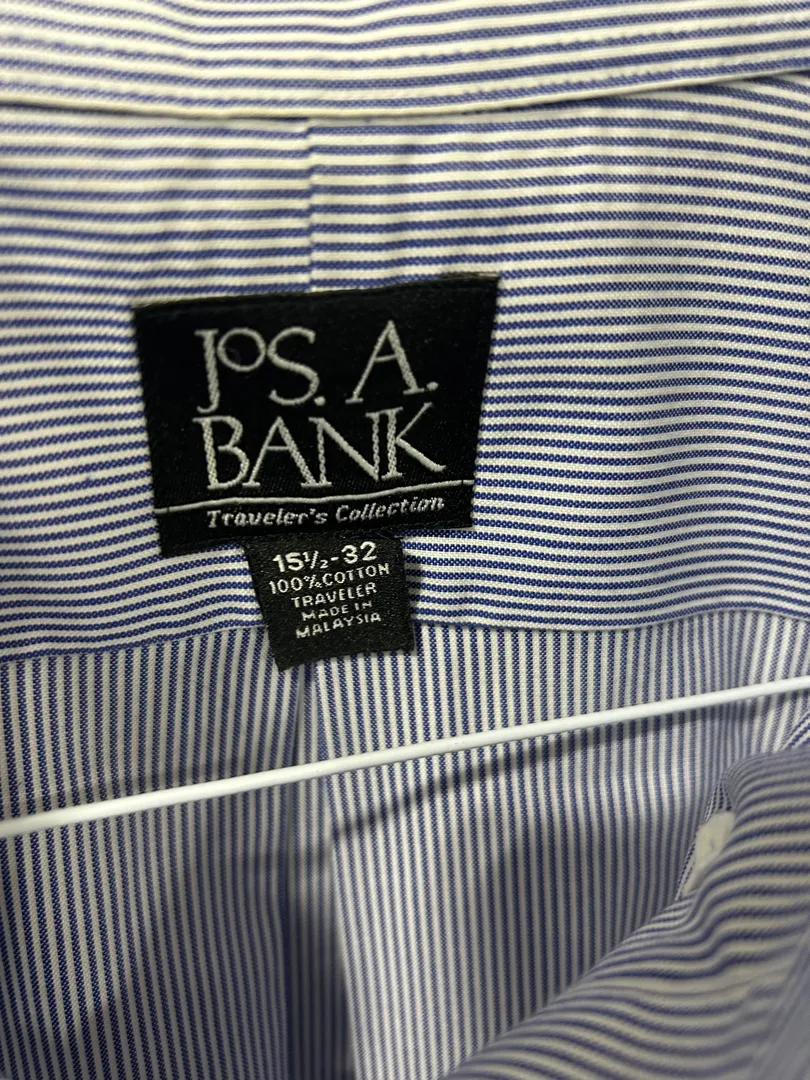 JOS. A.
BANK
Traveler's Collection
15½-32
100% COTTON
TRAVELER
MADE IN
MALAYSIA